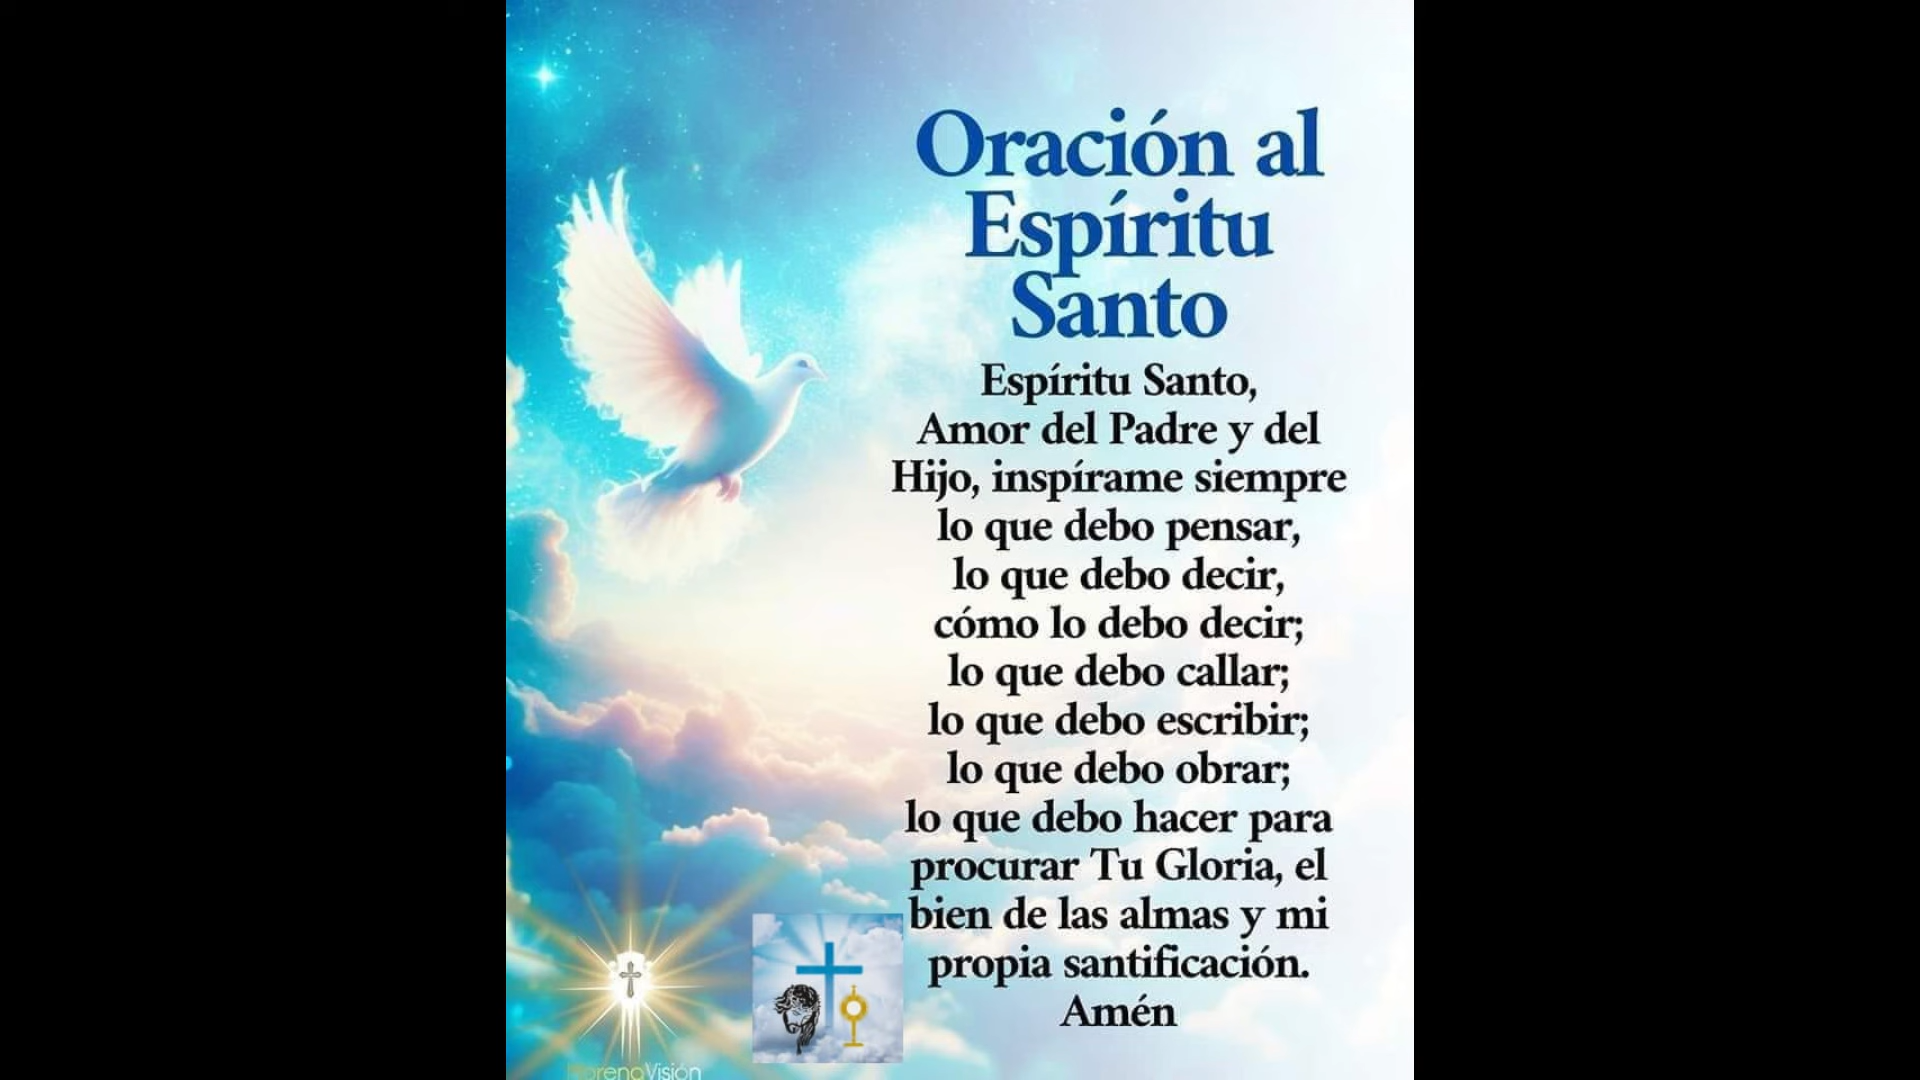 Oración al
Espíritu
Santo
Espíritu Santo,
Amor del Padre y del
Hijo, inspírame siempre
lo que debo pensar,
lo que debo decir,
cómo lo debo decir;
lo que debo callar;
lo que debo escribir;
lo que debo obrar;
lo que debo hacer para
procurar Tu Gloria, el
bien de las almas y mi
propia santificación.
Amén
MorenoVisión